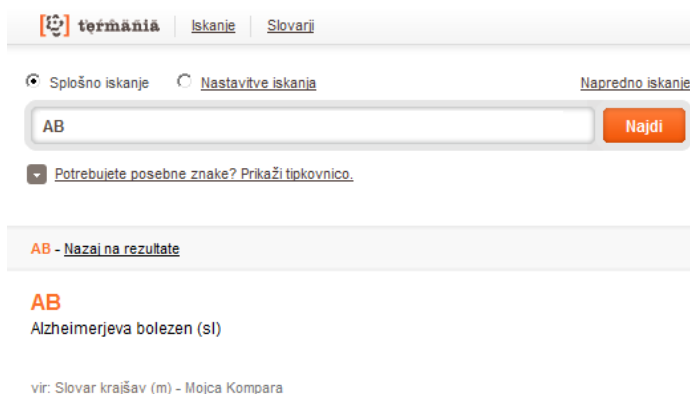 termania Iskanje Slovarji
Splošno iskanje Nastavitve iskanja Napredno iskanje
AB Najdi
Potrebujete posebne znake? Prikaži tipkovnico.
AB - Nazaj na rezultate
AB
Alzheimerjeva bolezen (sl)
vir: Slovar krajšav (m) - Mojca Kompara